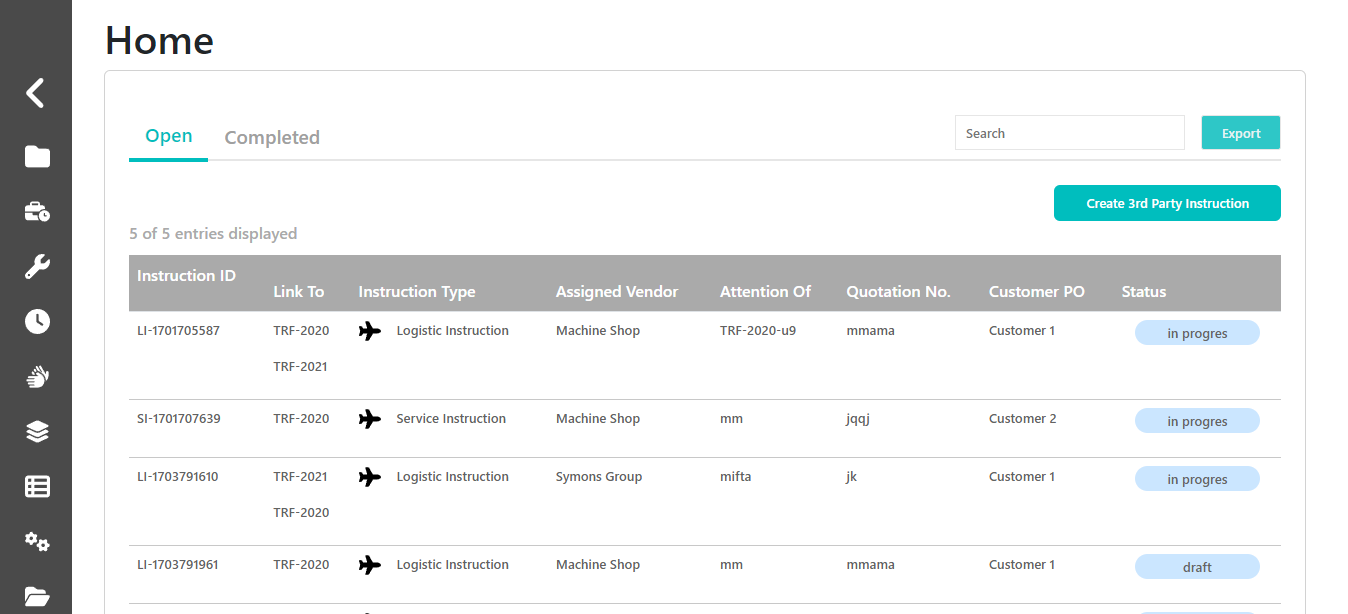 Home
Open Completed Search Export
Create 3rd Party Instruction
5 of 5 entries displayed
Instruction ID Link To Instruction Type Assigned Vendor Attention Of Quotation No. Customer PO Status
LI-1701705587 TRF-2020 Logistic Instruction Machine Shop TRF-2020-u9 mmama Customer 1 in progres
TRF-2021
SI-1701707639 TRF-2020 Service Instruction Machine Shop mm jqqj Customer 2 in progres
LI-1703791610 TRF-2021 Logistic Instruction Symons Group mifta jk Customer 1 in progres
TRF-2020
LI-1703791961 TRF-2020 Logistic Instruction Machine Shop mm mmama Customer 1 draft